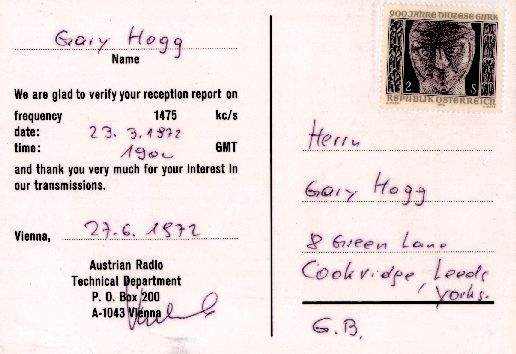 Gary Hogg
Name
We are glad to verify your reception report on
frequency 1475 kc/s
date: 23. 3. 1972
time: 1900 GMT
and thank you very much for your interest in
our transmissions.
Vienna, 27.6. 1972
Austrian Radio
Technical Department
P. O. Box 200
A-1043 Vienna
900 JAHRE DIÖZESE GURK
2 S
REPUBLIK ÖSTERREICH
Herrn
Gary Hogg
8 Green Lane
Cookridge, Leeds
Yorks.
G.B.